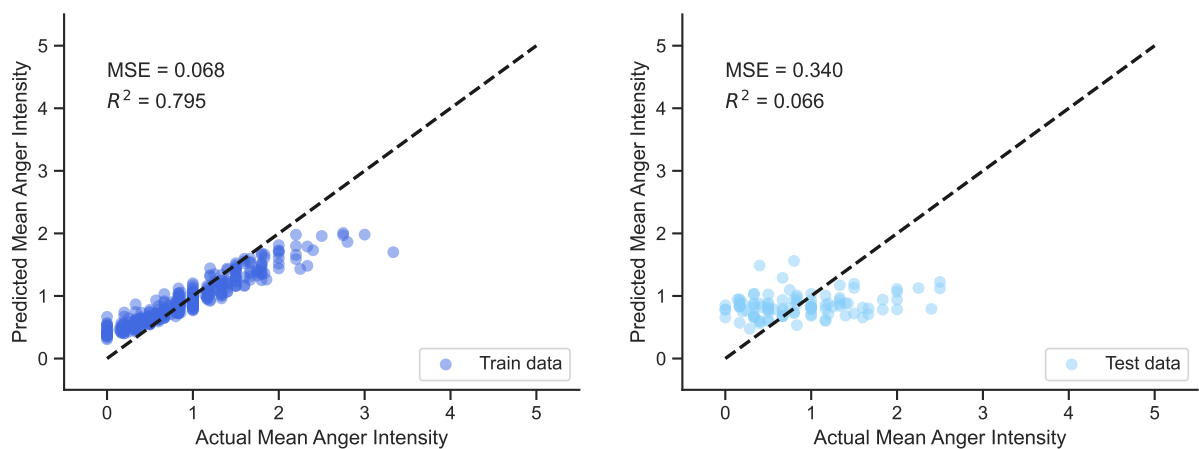 MSE = 0.068
R² = 0.795
Predicted Mean Anger Intensity
5
4
3
2
1
0
0 1 2 3 4 5
Actual Mean Anger Intensity
Train data
MSE = 0.340
R² = 0.066
Predicted Mean Anger Intensity
5
4
3
2
1
0
0 1 2 3 4 5
Actual Mean Anger Intensity
Test data